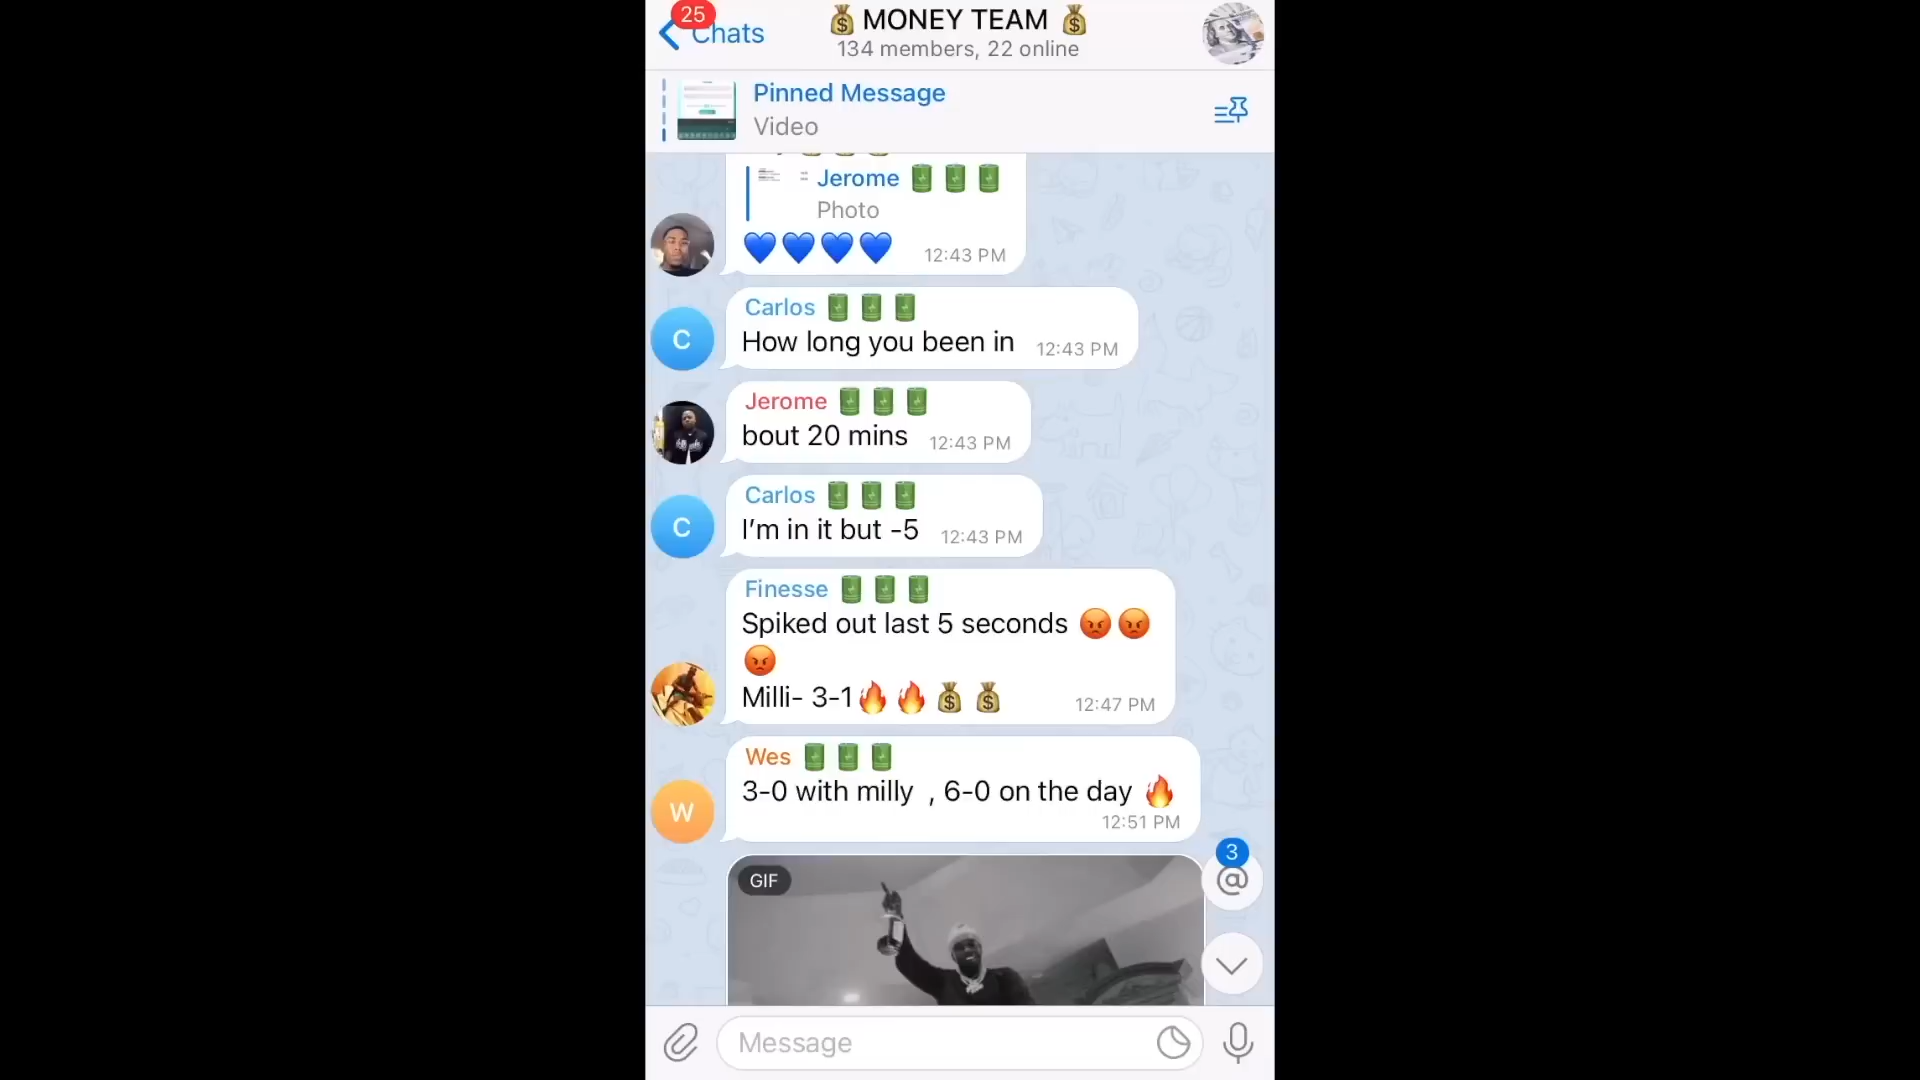 25
Chats
💰MONEY TEAM💰
134 members, 22 online
Pinned Message
Video
Jerome
Photo
💙💙💙💙 12:43 PM
Carlos
How long you been in 12:43 PM
Jerome
bout 20 mins 12:43 PM
Carlos
I’m in it but -5 12:43 PM
Finesse
Spiked out last 5 seconds 😡😡
😡
Milli- 3-1🔥🔥💰💰 12:47 PM
Wes
3-0 with milly , 6-0 on the day 🔥
12:51 PM
GIF
3
@
Message
C
C
W